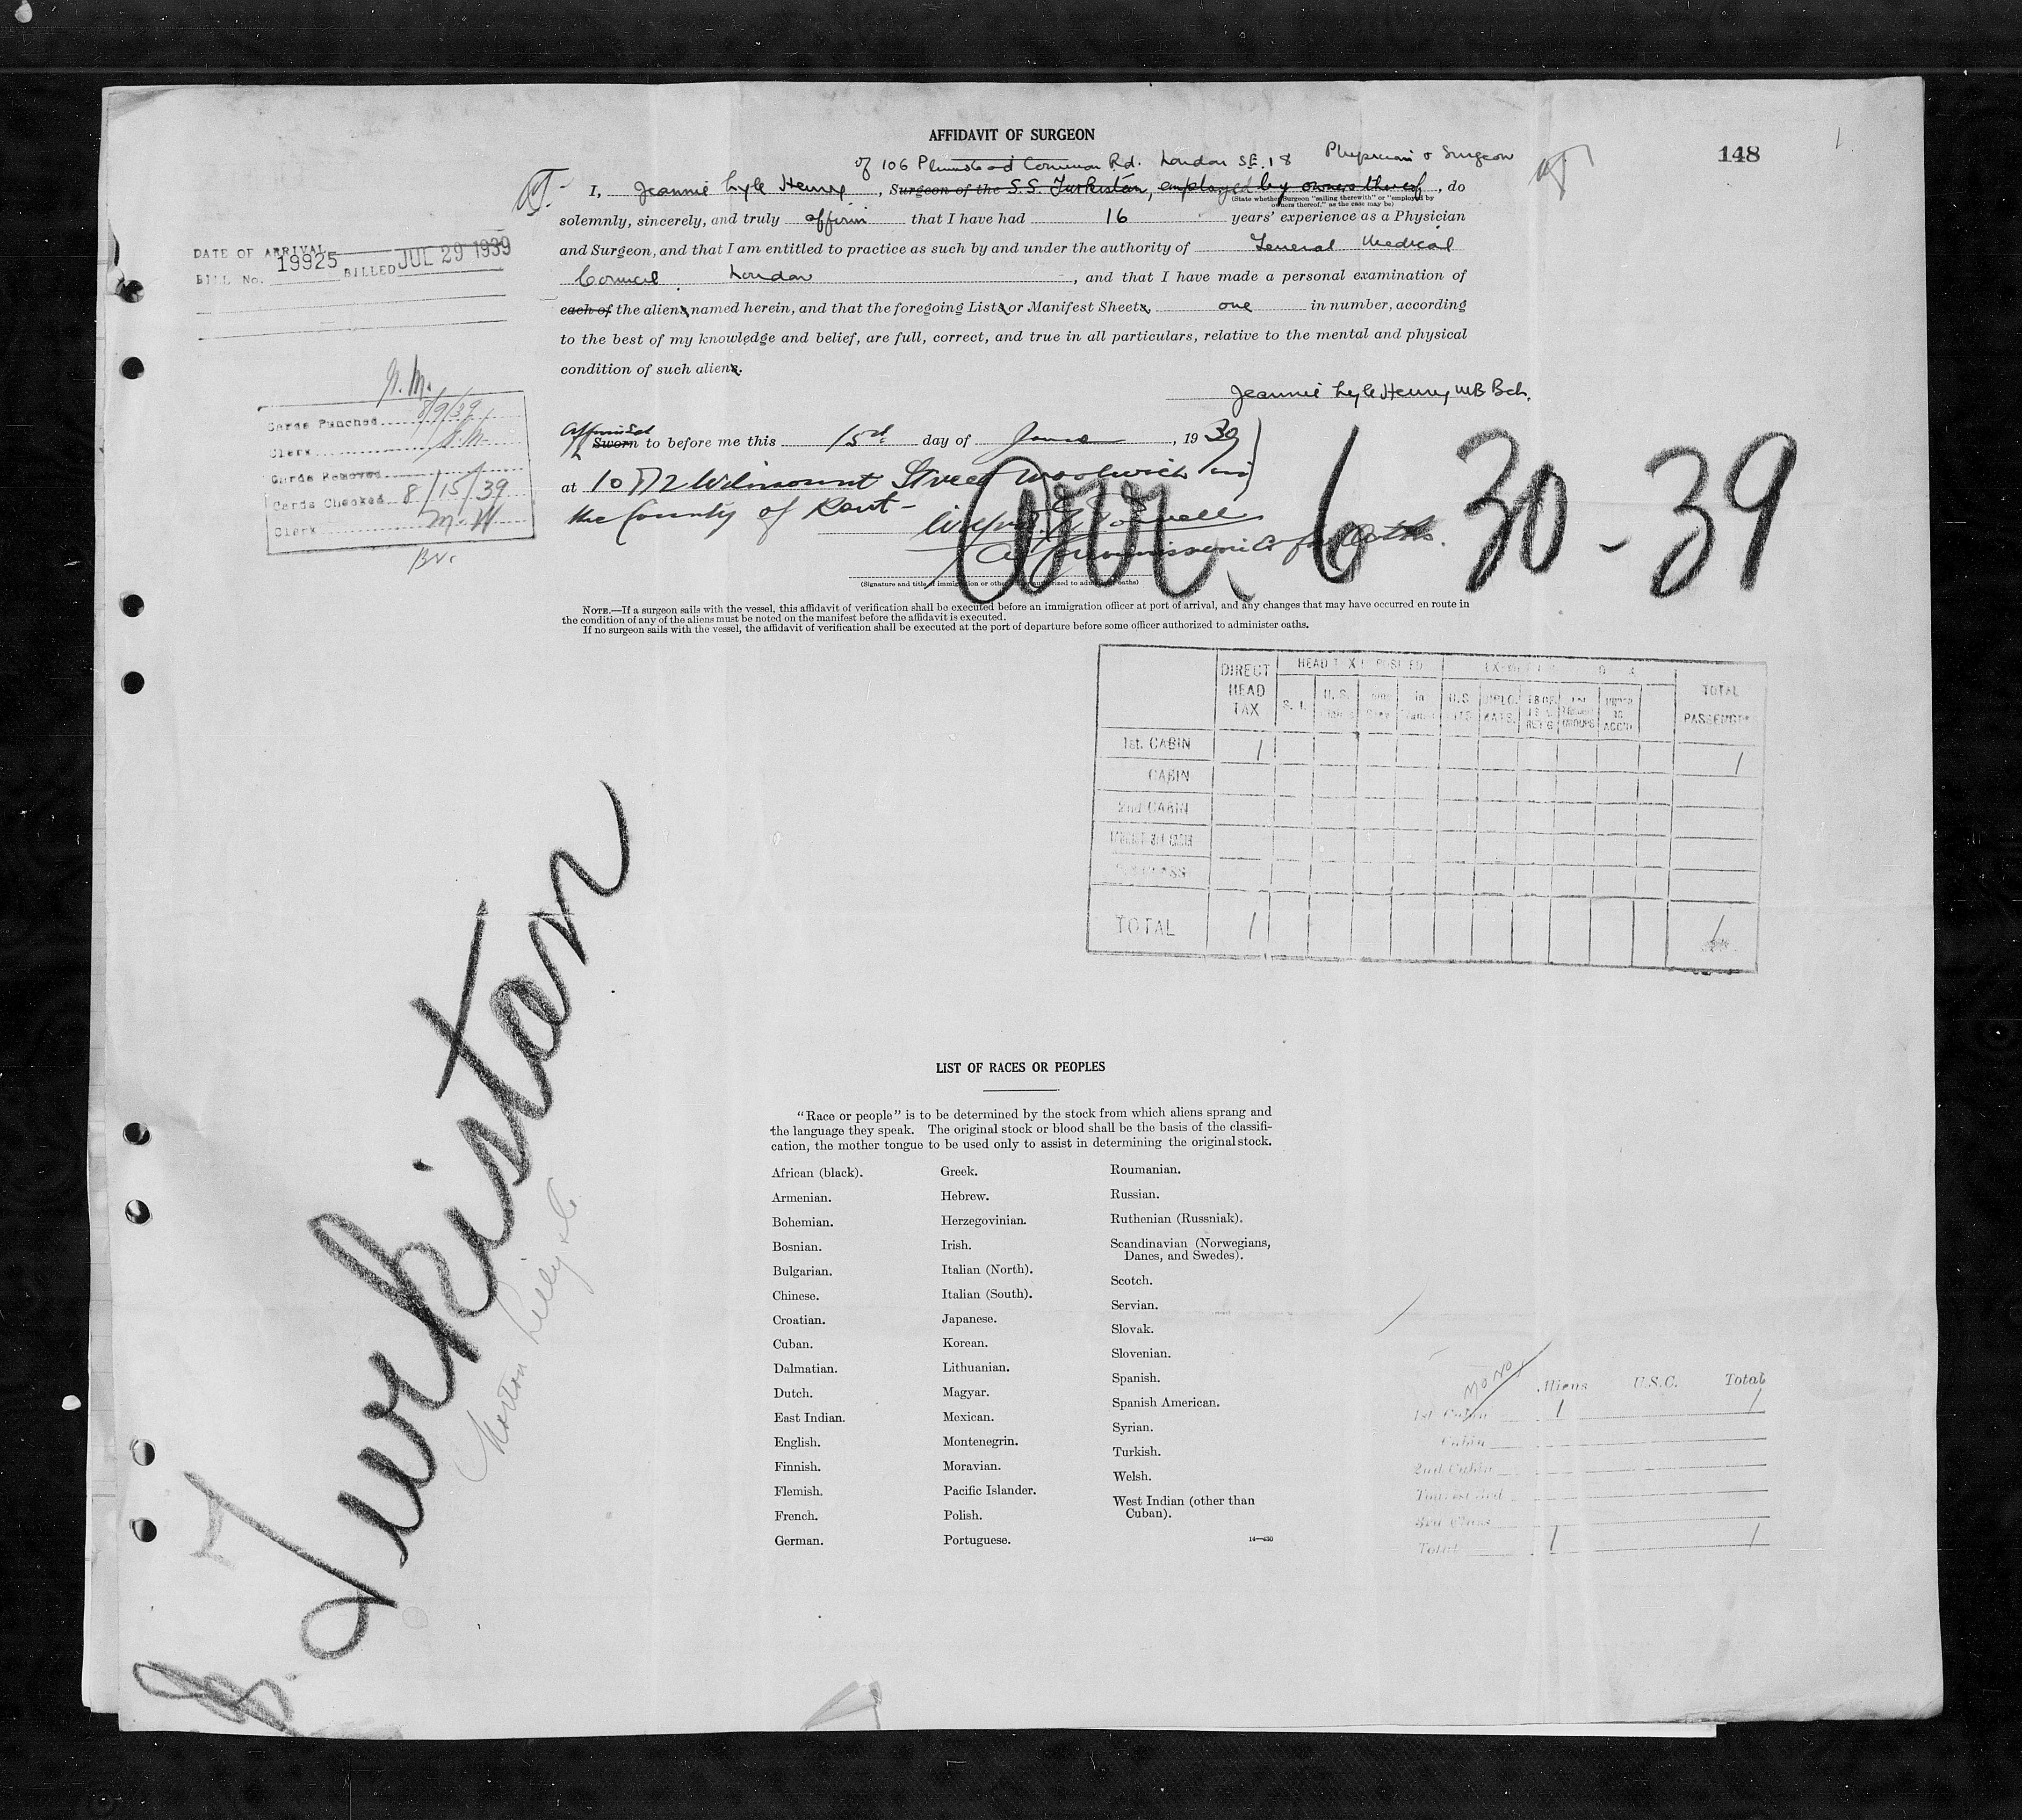 AFFIDAVIT OF SURGEON
148
of 106 Plumstead Common Rd. London SE.18 Physician & Surgeon
I, Jeannie Lyle Henry, Surgeon of the S.S. Turkistan, employed by owners thereof, do
(State whether Surgeon "sailing therewith" or "employed by
owners thereof," as the case may be)
solemnly, sincerely, and truly affirm that I have had 16 years' experience as a Physician
and Surgeon, and that I am entitled to practice as such by and under the authority of General Medical
Council. London, and that I have made a personal examination of
each of the aliens named herein, and that the foregoing Lists or Manifest Sheets, one in number, according
to the best of my knowledge and belief, are full, correct, and true in all particulars, relative to the mental and physical
condition of such aliens.
Jeannie Lyle Henry, MB Bch.
Affirmed
Sworn to before me this 15th day of June, 1939
at Wilmount Street Woolwich in
the County of Kent
A Commissioner for Oaths.
(Signature and title of immigration or other officer authorized to administer oaths)
Arr. 6 30-39
DATE OF ARRIVAL
BILL No. 19925 BILLED JUL 29 1939
Cards Punched 8/9/39
Clerk
Cards Removed
Cards Checked 8/15/39
Clerk M.W
NOTE.—If a surgeon sails with the vessel, this affidavit of verification shall be executed before an immigration officer at port of arrival, and any changes that may have occurred en route in
the condition of any of the aliens must be noted on the manifest before the affidavit is executed.
If no surgeon sails with the vessel, the affidavit of verification shall be executed at the port of departure before some officer authorized to administer oaths.
DIRECT HEAD TAX
TOTAL
1st. CABIN 1 1
CABIN
2nd CABIN
TOTAL 1 1
Turkistan
LIST OF RACES OR PEOPLES
"Race or people" is to be determined by the stock from which aliens sprang and
the language they speak. The original stock or blood shall be the basis of the classifi-
cation, the mother tongue to be used only to assist in determining the original stock.
African (black).
Armenian.
Bohemian.
Bosnian.
Bulgarian.
Chinese.
Croatian.
Cuban.
Dalmatian.
Dutch.
East Indian.
English.
Finnish.
Flemish.
French.
German.
Greek.
Hebrew.
Herzegovinian.
Irish.
Italian (North).
Italian (South).
Japanese.
Korean.
Lithuanian.
Magyar.
Mexican.
Montenegrin.
Moravian.
Pacific Islander.
Polish.
Portuguese.
Roumanian.
Russian.
Ruthenian (Russniak).
Scandinavian (Norwegians,
Danes, and Swedes).
Scotch.
Servian.
Slovak.
Slovenian.
Spanish.
Spanish American.
Syrian.
Turkish.
Welsh.
West Indian (other than
Cuban).
Aliens U.S.C. Total
1st Cabin 1 1
Cabin
2nd Cabin
3rd Class
Total 1 1